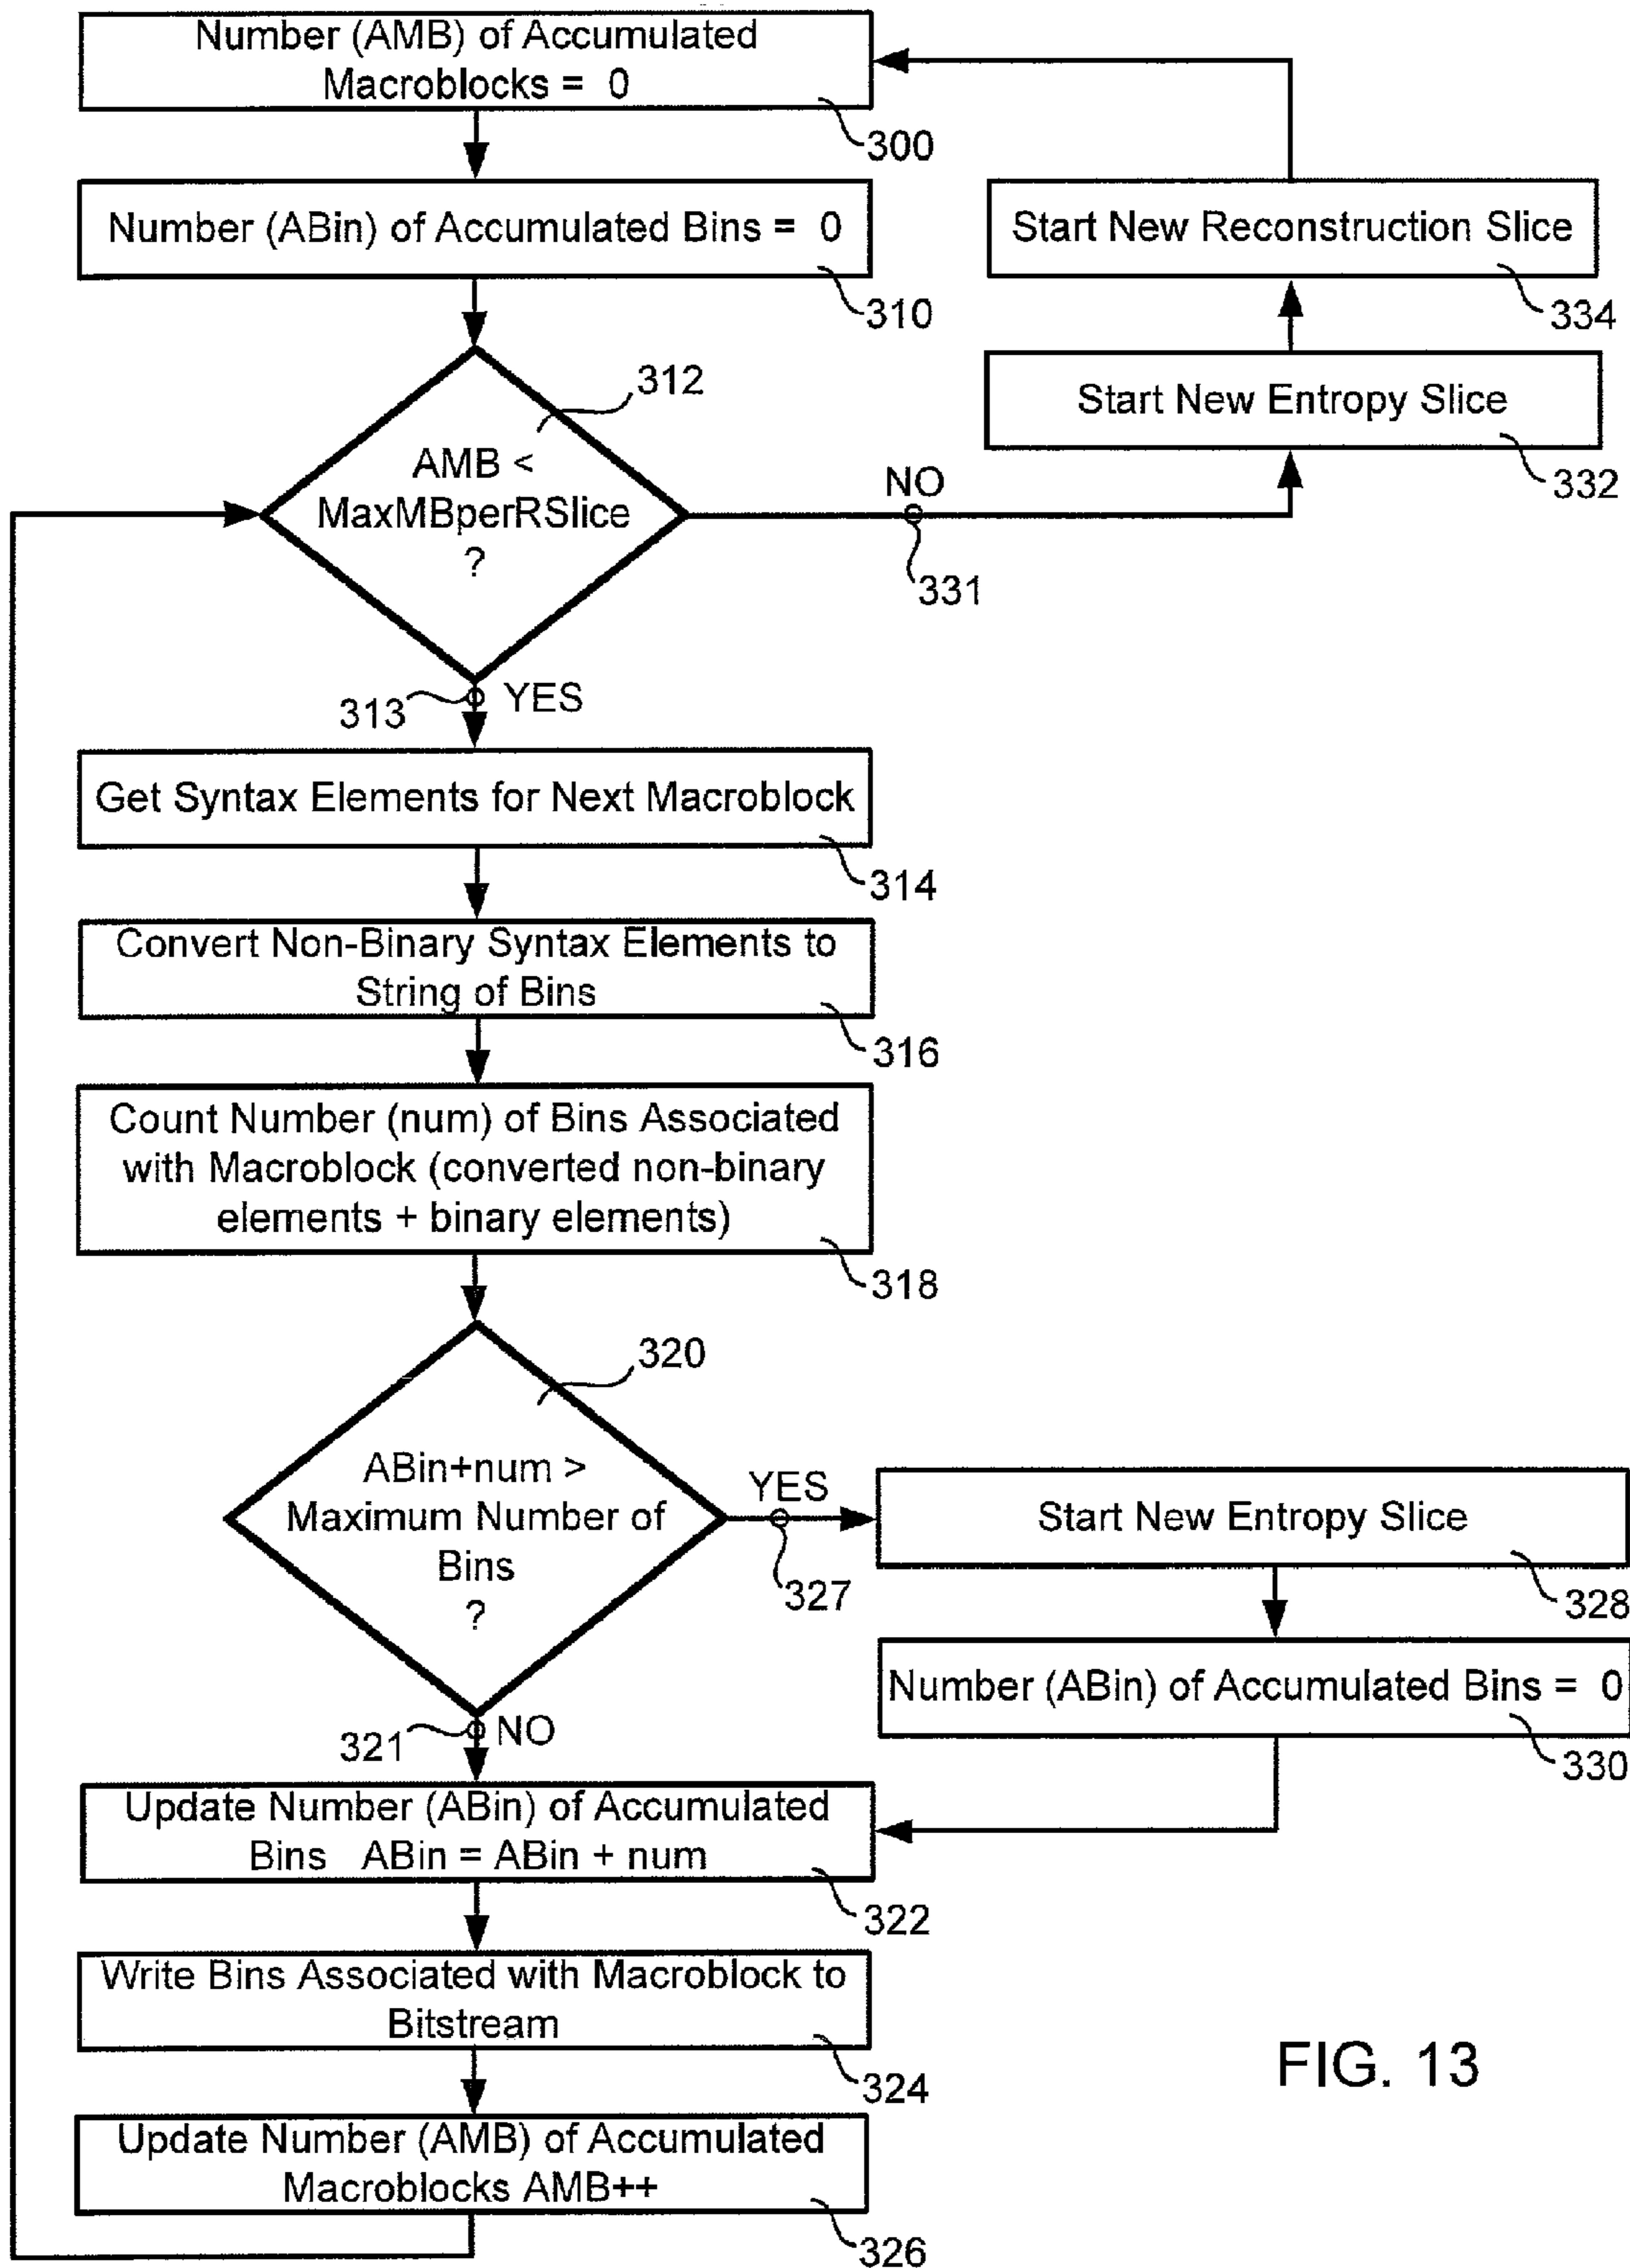 Number (AMB) of Accumulated
Macroblocks = 0
300
Number (ABin) of Accumulated Bins = 0
310
Start New Reconstruction Slice
334
Start New Entropy Slice
332
312
AMB <
MaxMBperRSlice
?
NO
331
313
YES
Get Syntax Elements for Next Macroblock
314
Convert Non-Binary Syntax Elements to
String of Bins
316
Count Number (num) of Bins Associated
with Macroblock (converted non-binary
elements + binary elements)
318
320
ABin+num >
Maximum Number of
Bins
?
YES
327
Start New Entropy Slice
328
Number (ABin) of Accumulated Bins = 0
330
321
NO
Update Number (ABin) of Accumulated
Bins ABin = ABin + num
322
Write Bins Associated with Macroblock to
Bitstream
324
Update Number (AMB) of Accumulated
Macroblocks AMB++
326
FIG. 13